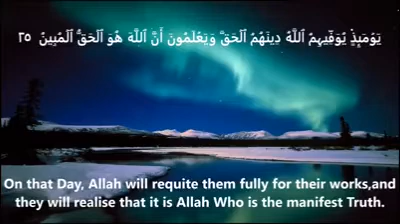 يَوْمَئِذٍ يُوَفِّيهِمُ ٱللَّهُ دِينَهُمُ ٱلْحَقَّ وَيَعْلَمُونَ أَنَّ ٱللَّهَ هُوَ ٱلْحَقُّ ٱلْمُبِينُ ٢٥
On that Day, Allah will requite them fully for their works,and
they will realise that it is Allah Who is the manifest Truth.